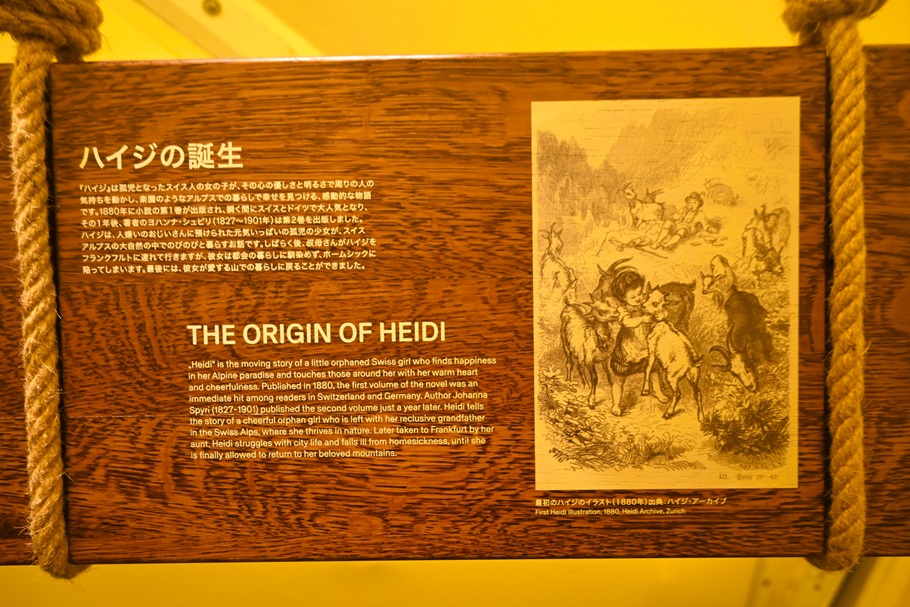 ハイジの誕生
『ハイジ』は孤児となったスイス人の女の子が、その心の優しさと明るさで周りの人の
気持ちを動かし、楽園のようなアルプスでの暮らしで幸せを見つける、感動的な物語
です。1880年に小説の第1巻が出版され、瞬く間にスイスとドイツで大人気となり、
その1年後、著者のヨハンナ・シュピリ（1827〜1901年）は第2巻を出版しました。
ハイジは、人嫌いのおじいさんに預けられた元気いっぱいの孤児の少女が、スイス
アルプスの大自然の中でのびのびと暮らすお話です。しばらく後、叔母さんがハイジを
フランクフルトに連れて行きますが、彼女は都会の暮らしに馴染めず、ホームシックに
陥ってしまいます。最後には、彼女が愛する山での暮らしに戻ることができました。
THE ORIGIN OF HEIDI
„Heidi“ is the moving story of a little orphaned Swiss girl who finds happiness
in her Alpine paradise and touches those around her with her warm heart
and cheerfulness. Published in 1880, the first volume of the novel was an
immediate hit among readers in Switzerland and Germany. Author Johanna
Spyri (1827-1901) published the second volume just a year later. Heidi tells
the story of a cheerful orphan girl who is left with her reclusive grandfather
in the Swiss Alps, where she thrives in nature. Later taken to Frankfurt by her
aunt, Heidi struggles with city life and falls ill from homesickness, until she
is finally allowed to return to her beloved mountains.
最初のハイジのイラスト（1880年）出典：ハイジ・アーカイブ
First Heidi illustration, 1880, Heidi Archive, Zurich